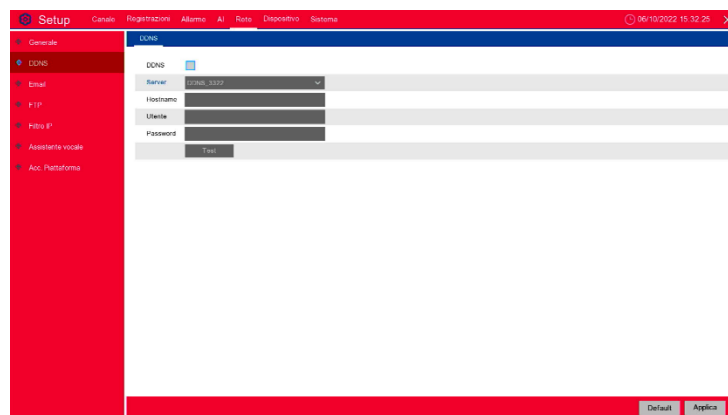 Setup Canale Registrazioni Allarme AI Rete Dispositivo Sistema 06/10/2022 15:32:25
Generale
DDNS
Email
FTP
Filtro IP
Assistente vocale
Acc. Piattaforma
DDNS
DDNS
Server DDNS_3322
Hostname
Utente
Password
Test
Default Applica